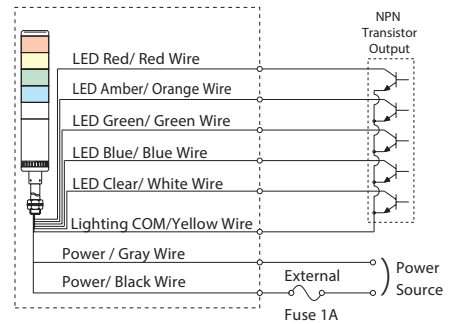 NPN
Transistor
Output
LED Red/ Red Wire
LED Amber/ Orange Wire
LED Green/ Green Wire
LED Blue/ Blue Wire
LED Clear/ White Wire
Lighting COM/Yellow Wire
Power / Gray Wire
Power/ Black Wire
External
Fuse 1A
Power
Source